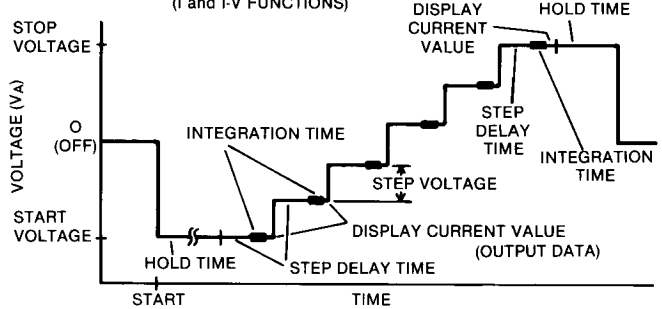 (I and I-V FUNCTIONS)
DISPLAY
CURRENT
VALUE
HOLD TIME
STOP
VOLTAGE
VOLTAGE (VA)
O
(OFF)
INTEGRATION TIME
STEP
DELAY
TIME
INTEGRATION
TIME
STEP VOLTAGE
START
VOLTAGE
DISPLAY CURRENT VALUE
(OUTPUT DATA)
HOLD TIME
STEP DELAY TIME
START
TIME